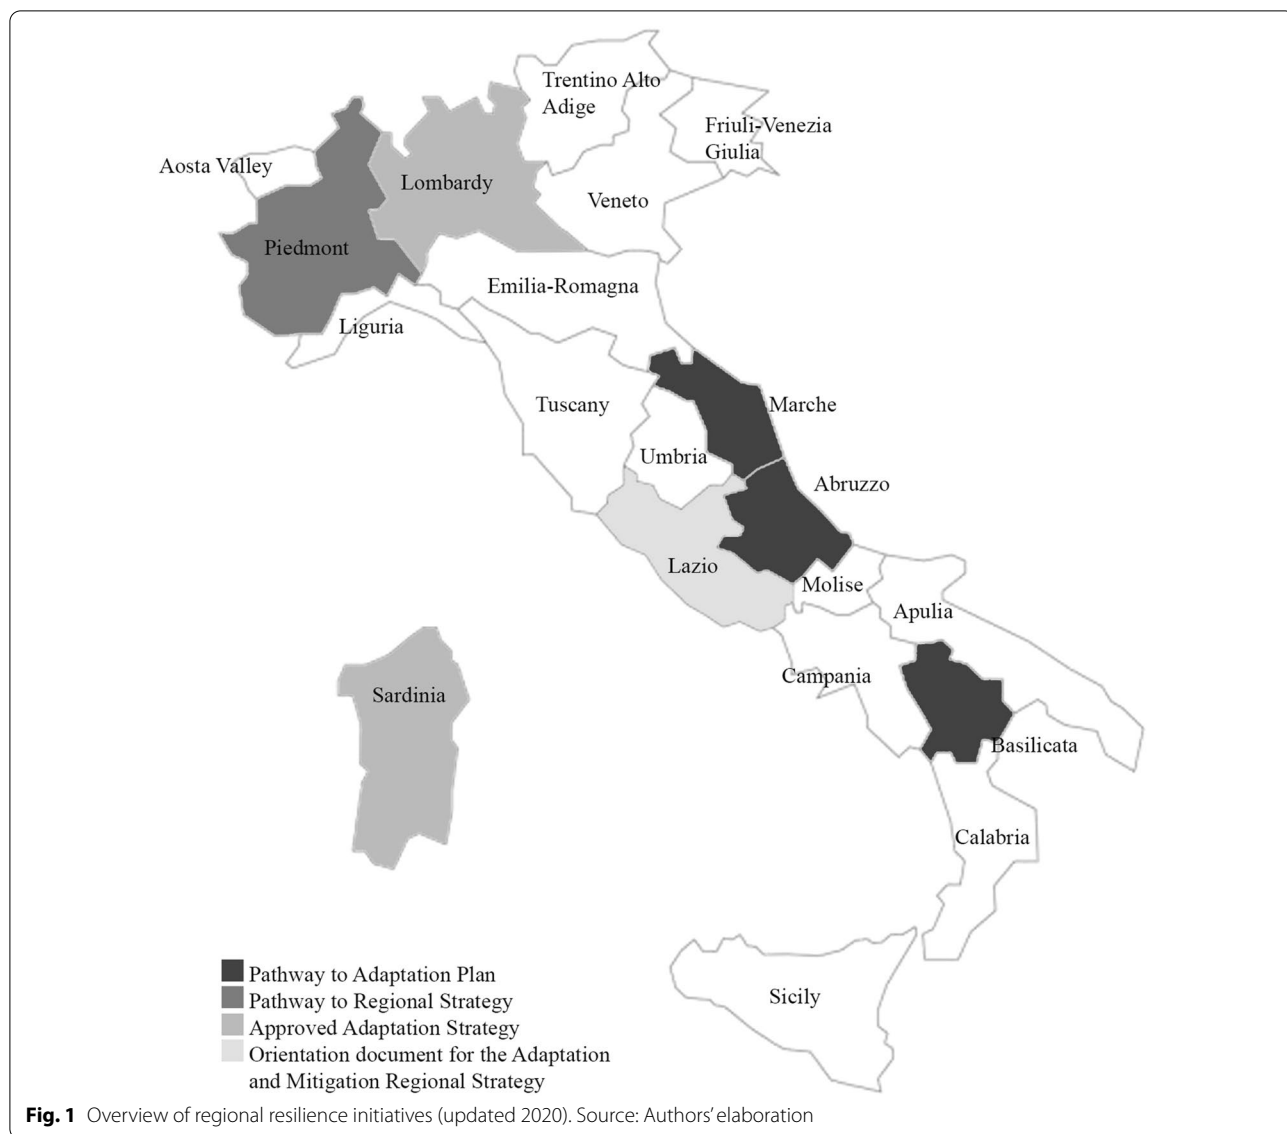 Trentino Alto
Adige
Friuli-Venezia
Giulia
Aosta Valley
Lombardy
Veneto
Piedmont
Emilia-Romagna
Liguria
Tuscany
Marche
Umbria
Abruzzo
Lazio
Molise
Apulia
Campania
Sardinia
Basilicata
Calabria
Sicily
Pathway to Adaptation Plan
Pathway to Regional Strategy
Approved Adaptation Strategy
Orientation document for the Adaptation
and Mitigation Regional Strategy
Fig. 1 Overview of regional resilience initiatives (updated 2020). Source: Authors’ elaboration